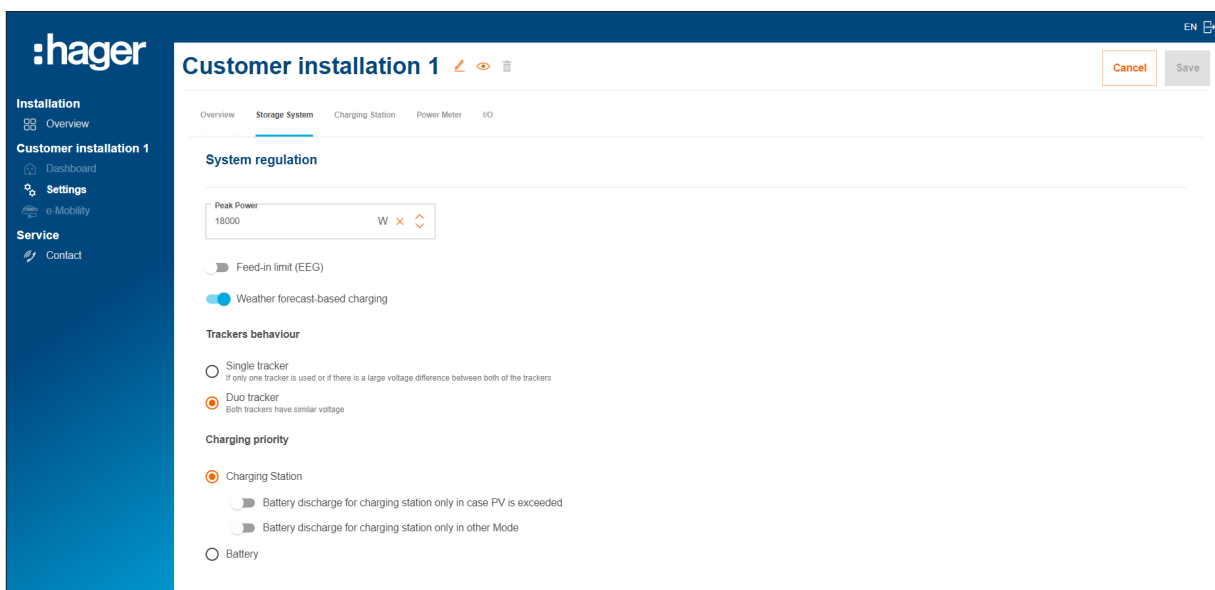 EN
:hager
Customer installation 1
Cancel
Save
Installation
Overview
Customer installation 1
Dashboard
Settings
e-Mobility
Service
Contact
Overview Storage System Charging Station Power Meter I/O
System regulation
Peak Power
18000 W
Feed-in limit (EEG)
Weather forecast-based charging
Trackers behaviour
Single tracker
If only one tracker is used or if there is a large voltage difference between both of the trackers
Duo tracker
Both trackers have similar voltage
Charging priority
Charging Station
Battery discharge for charging station only in case PV is exceeded
Battery discharge for charging station only in other Mode
Battery